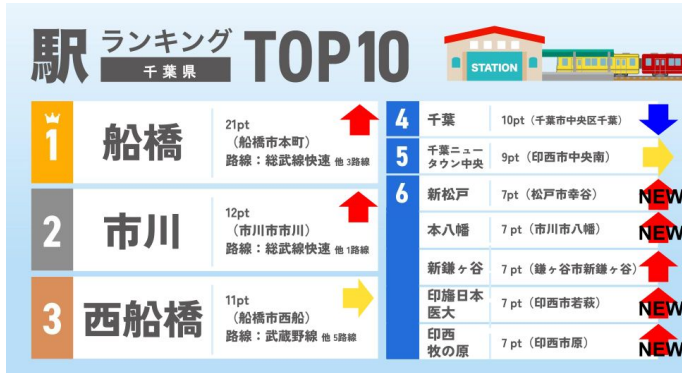 駅ランキング TOP10
千葉県
STATION
1 船橋
21pt
(船橋市本町)
路線:総武線快速 他 3路線
2 市川
12pt
(市川市市川)
路線:総武線快速 他 1路線
3 西船橋
11pt
(船橋市西船)
路線:武蔵野線 他 5路線
4 千葉 10pt(千葉市中央区千葉)
5 千葉ニュー
タウン中央 9pt(印西市中央南)
6 新松戸 7pt(松戸市幸谷) NEW
本八幡 7 pt(市川市八幡) NEW
新鎌ヶ谷 7 pt(鎌ヶ谷市新鎌ヶ谷)
印旛日本
医大 7 pt(印西市若萩) NEW
印西
牧の原 7 pt(印西市原) NEW